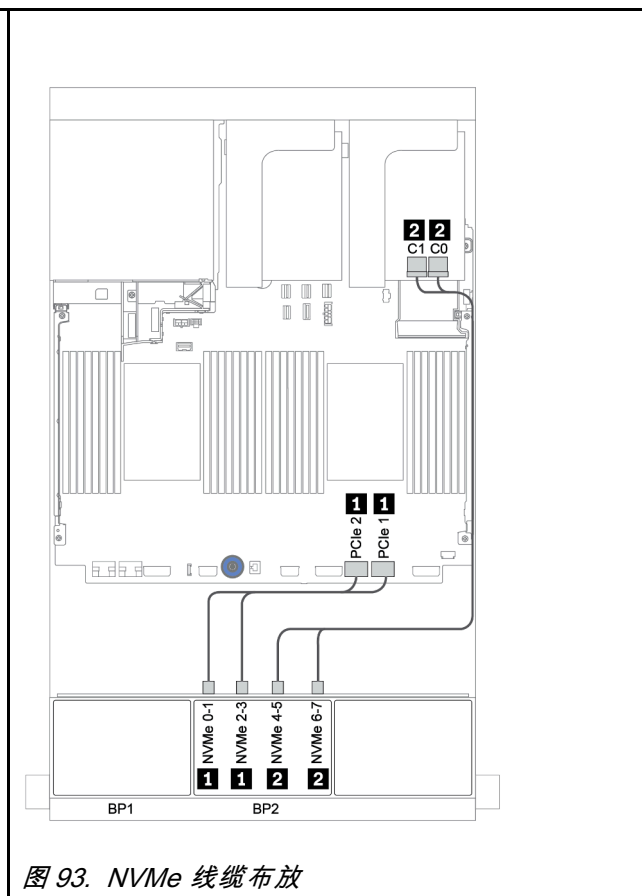 2 2
C1 C0
1 1
PCIe 2
PCIe 1
NVMe 0-1
NVMe 2-3
NVMe 4-5
NVMe 6-7
1 1 2 2
BP1 BP2
图 93. NVMe 线缆布放